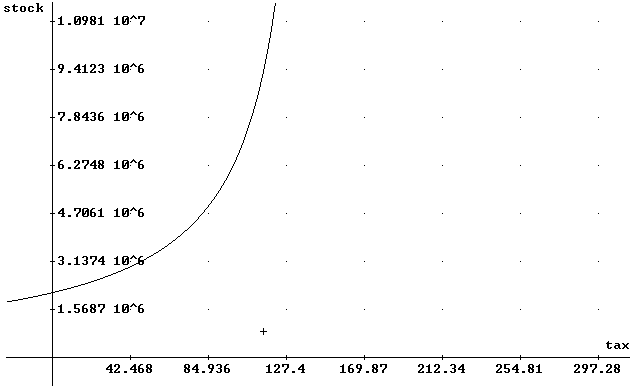 stock
1.0981 10^7
9.4123 10^6
7.8436 10^6
6.2748 10^6
4.7061 10^6
3.1374 10^6
1.5687 10^6
tax
42.468 84.936 127.4 169.87 212.34 254.81 297.28